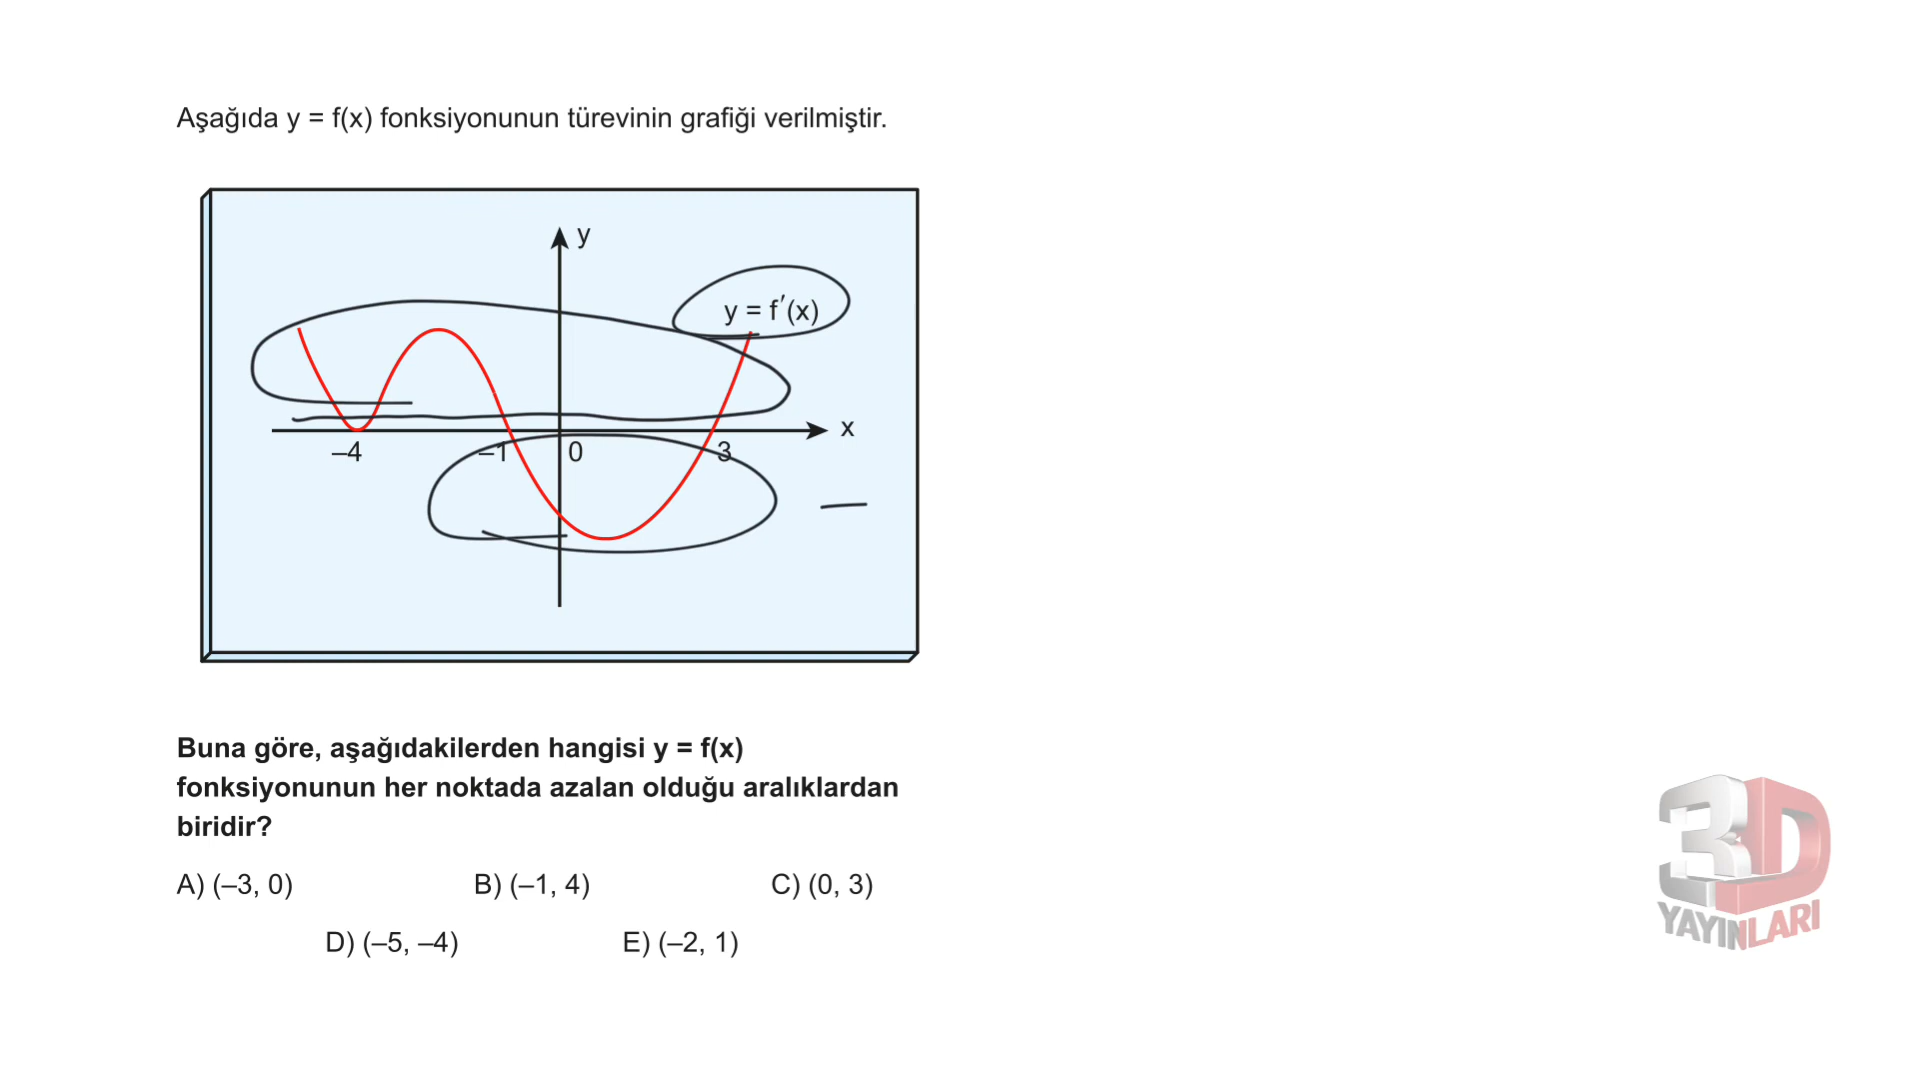 Aşağıda y = f(x) fonksiyonunun türevinin grafiği verilmiştir.
y
y = f′(x)
x
–4
–1
0
3
Buna göre, aşağıdakilerden hangisi y = f(x)
fonksiyonunun her noktada azalan olduğu aralıklardan
biridir?
A) (–3, 0) B) (–1, 4) C) (0, 3)
D) (–5, –4) E) (–2, 1)
3D
YAYINLARI